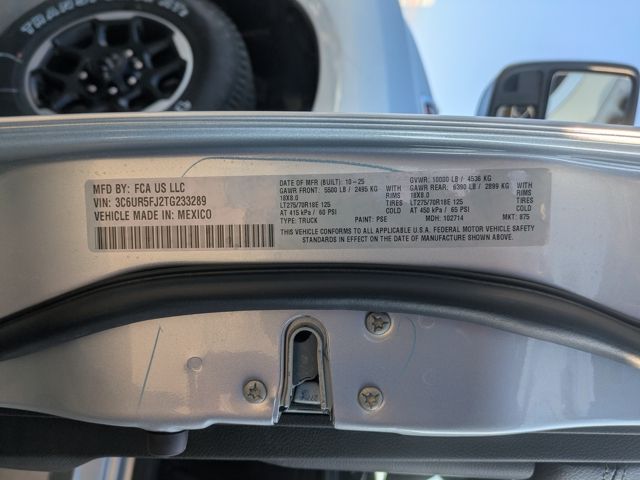 TRANSFORCE AT
MFD BY: FCA US LLC
VIN: 3C6UR5FJ2TG233289
VEHICLE MADE IN: MEXICO
DATE OF MFR (BUILT): 10-25
GAWR FRONT: 5500 LB / 2495 KG
18X8.0
LT275/70R18E 125
AT 415 kPa / 60 PSI
TYPE: TRUCK
RIMS
TIRES
COLD
PAINT: PSE
GVWR: 10000 LB / 4536 KG
GAWR REAR: 6390 LB / 2899 KG
18X8.0
LT275/70R18E 125
AT 450 kPa / 65 PSI
MDH: 102714
RIMS
TIRES
COLD
MKT: 875
THIS VEHICLE CONFORMS TO ALL APPLICABLE U.S.A. FEDERAL MOTOR VEHICLE SAFETY
STANDARDS IN EFFECT ON THE DATE OF MANUFACTURE SHOWN ABOVE.